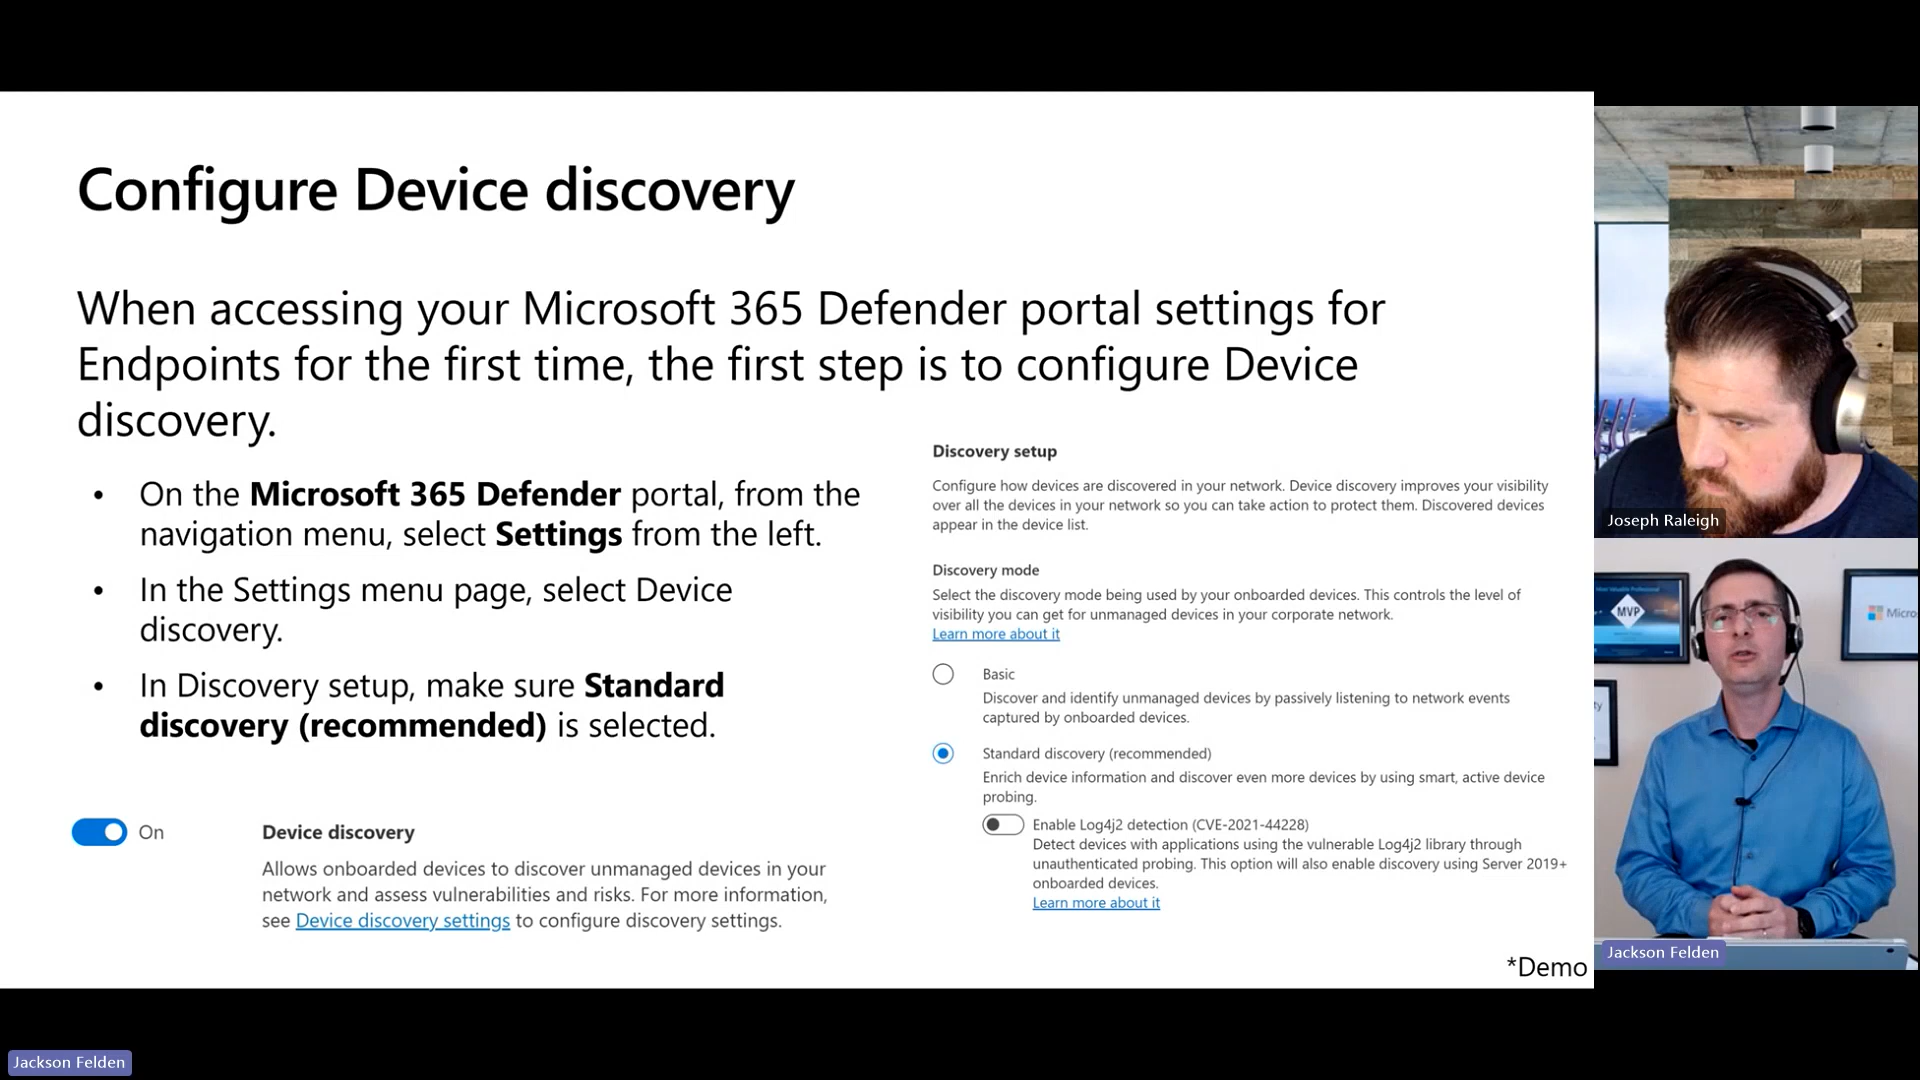 Configure Device discovery
When accessing your Microsoft 365 Defender portal settings for
Endpoints for the first time, the first step is to configure Device
discovery.
• On the Microsoft 365 Defender portal, from the
navigation menu, select Settings from the left.
• In the Settings menu page, select Device
discovery.
• In Discovery setup, make sure Standard
discovery (recommended) is selected.
On
Device discovery
Allows onboarded devices to discover unmanaged devices in your
network and assess vulnerabilities and risks. For more information,
see Device discovery settings to configure discovery settings.
Discovery setup
Configure how devices are discovered in your network. Device discovery improves your visibility
over all the devices in your network so you can take action to protect them. Discovered devices
appear in the device list.
Discovery mode
Select the discovery mode being used by your onboarded devices. This controls the level of
visibility you can get for unmanaged devices in your corporate network.
Learn more about it
Basic
Discover and identify unmanaged devices by passively listening to network events
captured by onboarded devices.
Standard discovery (recommended)
Enrich device information and discover even more devices by using smart, active device
probing.
Enable Log4j2 detection (CVE-2021-44228)
Detect devices with applications using the vulnerable Log4j2 library through
unauthenticated probing. This option will also enable discovery using Server 2019+
onboarded devices.
Learn more about it
*Demo
Joseph Raleigh
MVP
Micros
Jackson Felden
Jackson Felden